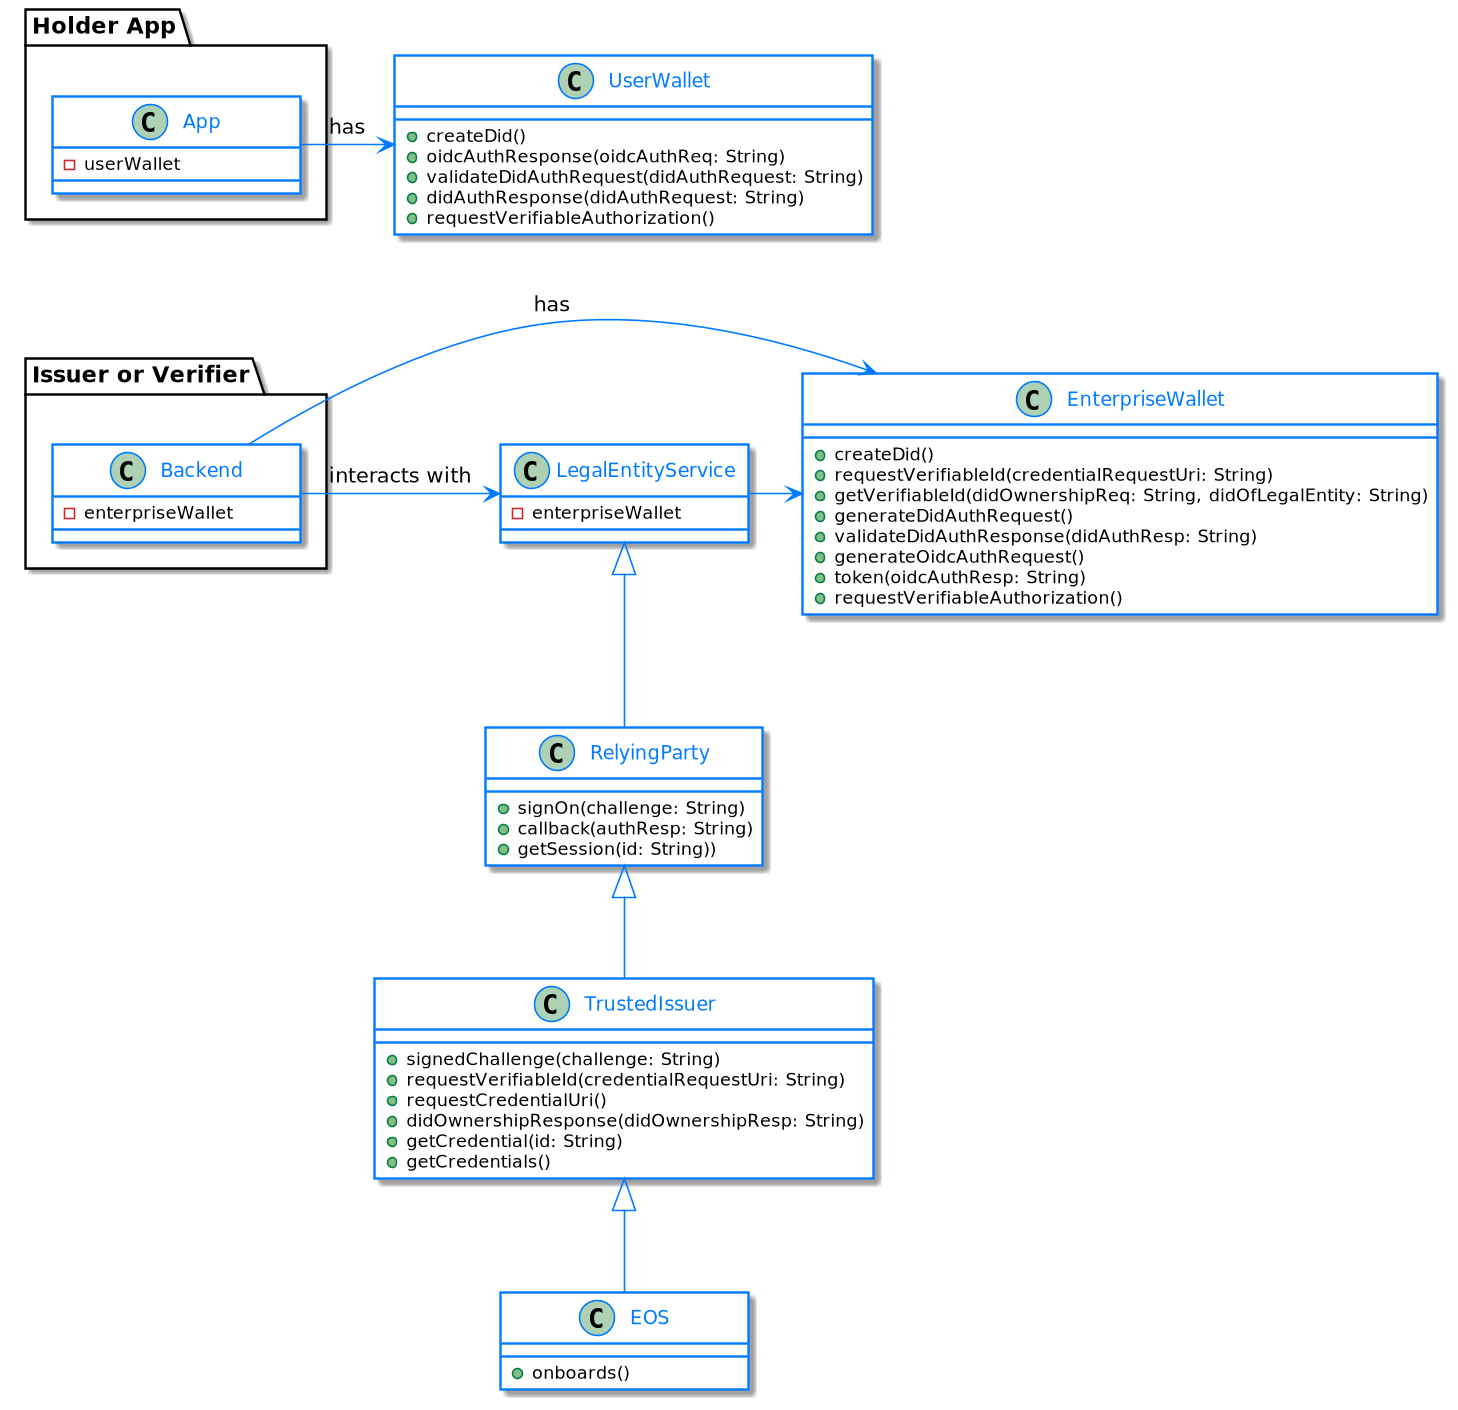 Holder App
C App
userWallet
has
C UserWallet
createDid()
oidcAuthResponse(oidcAuthReq: String)
validateDidAuthRequest(didAuthRequest: String)
didAuthResponse(didAuthRequest: String)
requestVerifiableAuthorization()
has
Issuer or Verifier
C Backend
enterpriseWallet
interacts with
C LegalEntityService
enterpriseWallet
C EnterpriseWallet
createDid()
requestVerifiableId(credentialRequestUri: String)
getVerifiableId(didOwnershipReq: String, didOfLegalEntity: String)
generateDidAuthRequest()
validateDidAuthResponse(didAuthResp: String)
generateOidcAuthRequest()
token(oidcAuthResp: String)
requestVerifiableAuthorization()
C RelyingParty
signOn(challenge: String)
callback(authResp: String)
getSession(id: String))
C TrustedIssuer
signedChallenge(challenge: String)
requestVerifiableId(credentialRequestUri: String)
requestCredentialUri()
didOwnershipResponse(didOwnershipResp: String)
getCredential(id: String)
getCredentials()
C EOS
onboards()